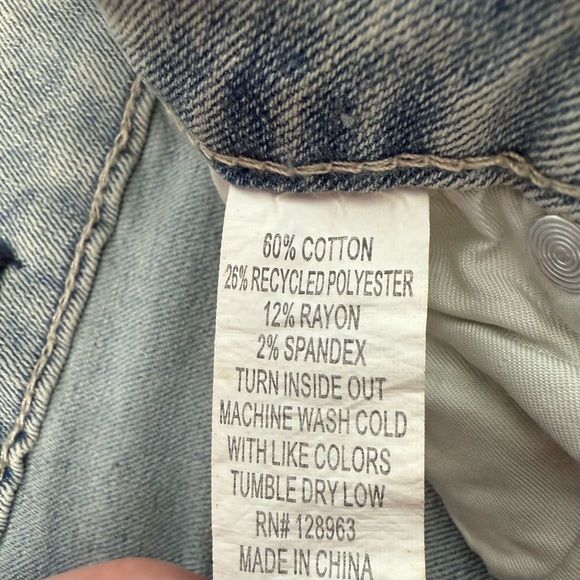 60% COTTON
26% RECYCLED POLYESTER
12% RAYON
2% SPANDEX
TURN INSIDE OUT
MACHINE WASH COLD
WITH LIKE COLORS
TUMBLE DRY LOW
RN# 128963
MADE IN CHINA